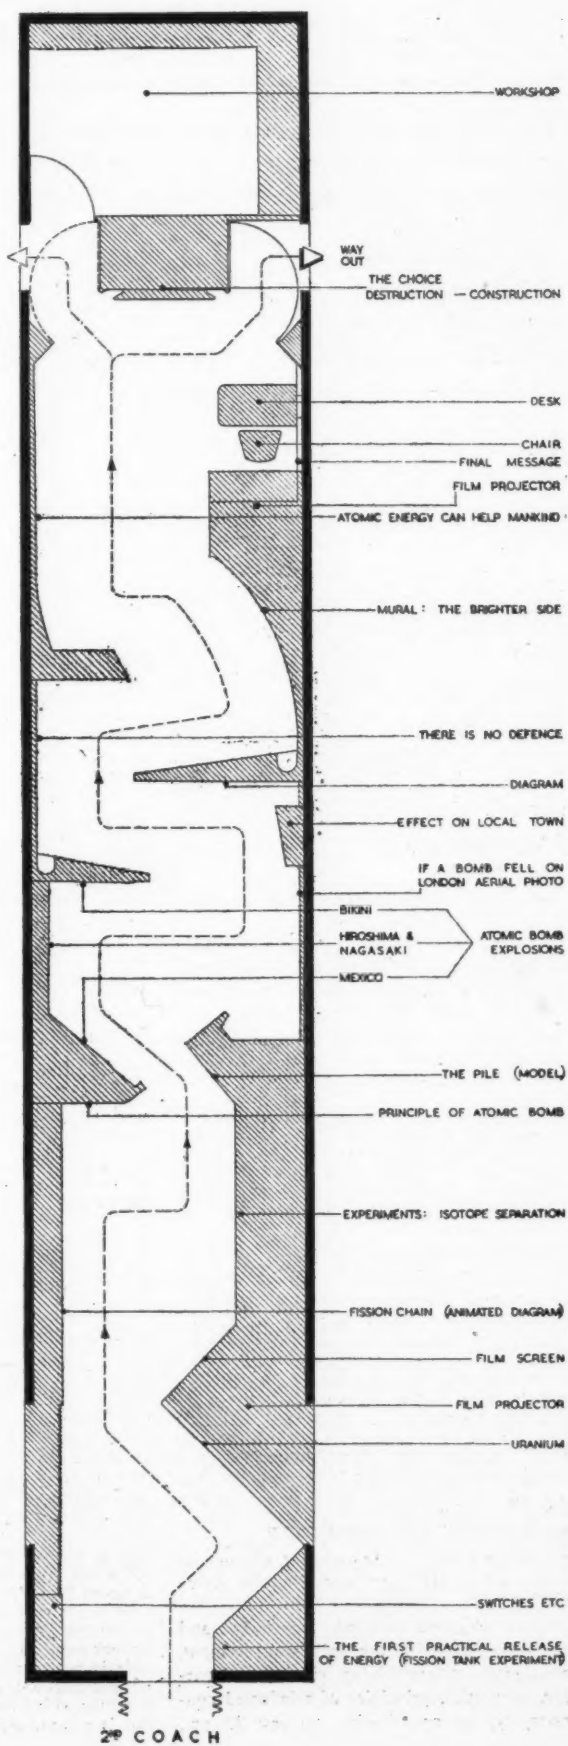 WORKSHOP
WAY
OUT
THE CHOICE
DESTRUCTION — CONSTRUCTION
DESK
CHAIR
FINAL MESSAGE
FILM PROJECTOR
ATOMIC ENERGY CAN HELP MANKIND
MURAL: THE BRIGHTER SIDE
THERE IS NO DEFENCE
DIAGRAM
EFFECT ON LOCAL TOWN
IF A BOMB FELL ON
LONDON AERIAL PHOTO
BIKINI
HIROSHIMA &
NAGASAKI
ATOMIC BOMB
EXPLOSIONS
MEXICO
THE PILE (MODEL)
PRINCIPLE OF ATOMIC BOMB
EXPERIMENTS: ISOTOPE SEPARATION
FISSION CHAIN (ANIMATED DIAGRAM)
FILM SCREEN
FILM PROJECTOR
URANIUM
SWITCHES ETC
THE FIRST PRACTICAL RELEASE
OF ENERGY (FISSION TANK EXPERIMENT)
2ND COACH